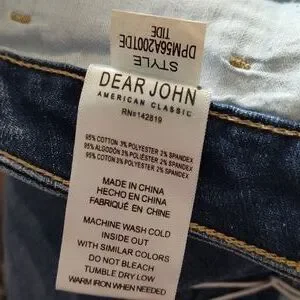 STYLE
DPM56A200TDE
TIDE
DEAR JOHN
AMERICAN CLASSIC
RN#142819
95% COTTON 3% POLYESTER 2% SPANDEX
95% ALGODÓN 3% POLIÉSTER 2% SPANDEX
95% COTON 3% POLYESTER 2% SPANDEX
MADE IN CHINA
HECHO EN CHINA
FABRIQUÉ EN CHINE
MACHINE WASH COLD
INSIDE OUT
WITH SIMILAR COLORS
DO NOT BLEACH
TUMBLE DRY LOW
WARM IRON WHEN NEEDED